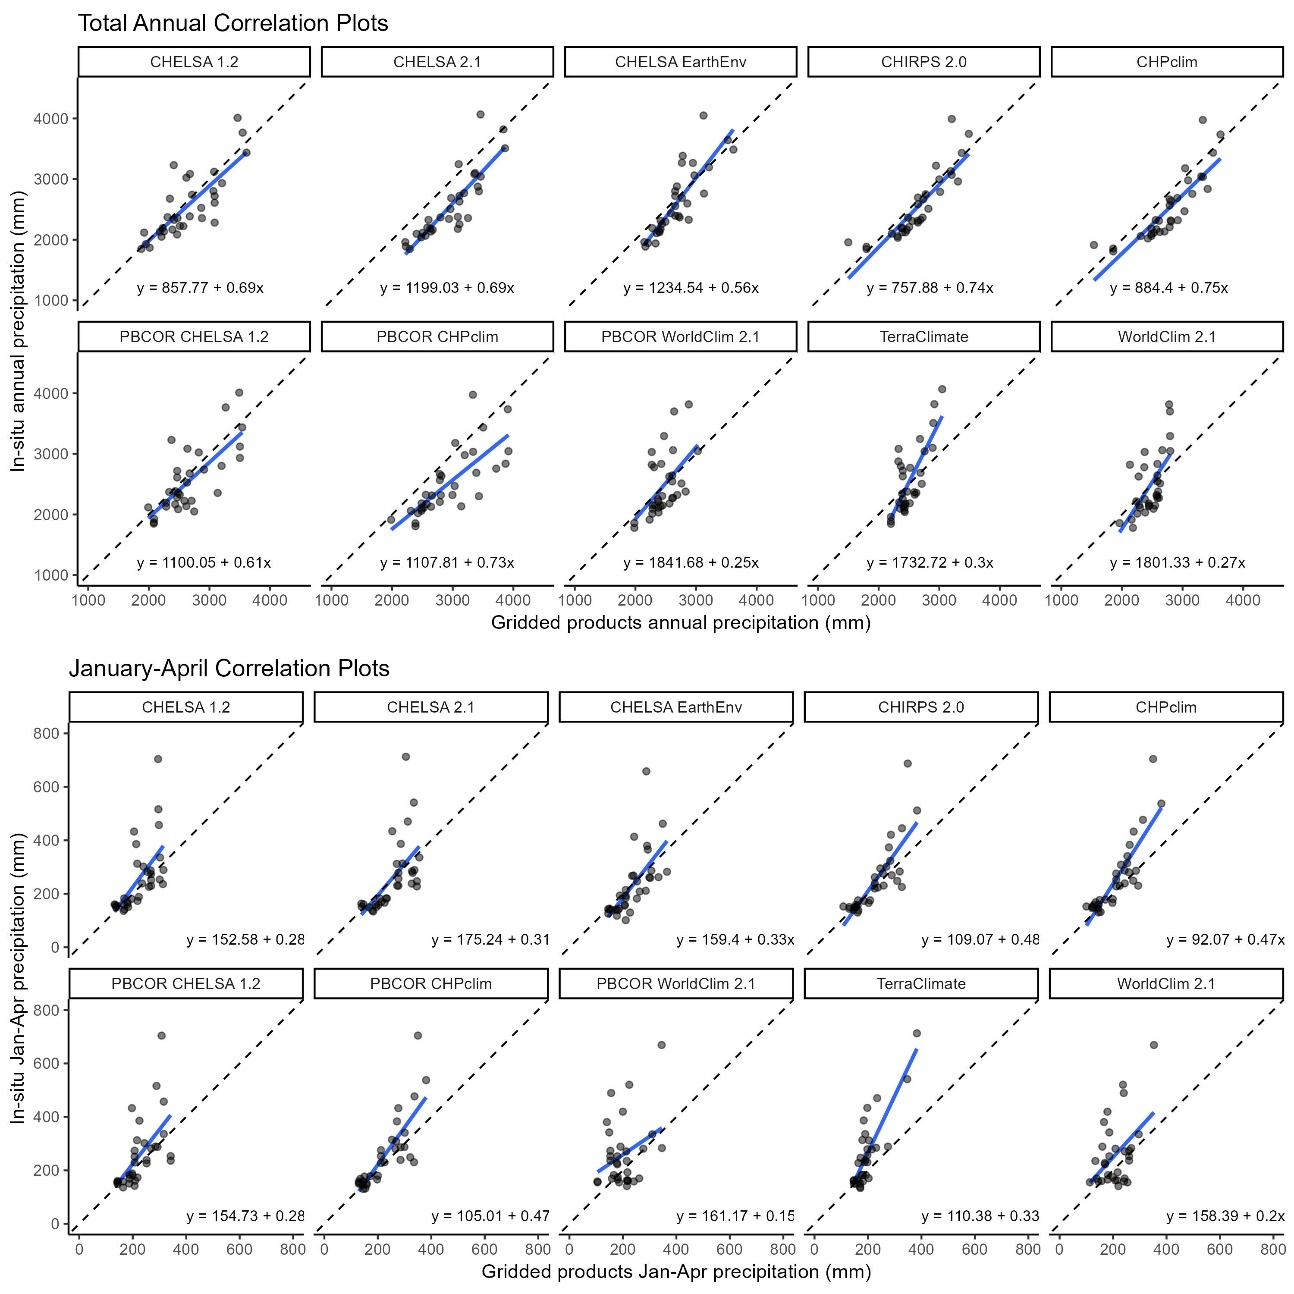 Total Annual Correlation Plots
CHELSA 1.2 CHELSA 2.1 CHELSA EarthEnv CHIRPS 2.0 CHPclim
4000
3000
2000
1000
y = 857.77 + 0.69x y = 1199.03 + 0.69x y = 1234.54 + 0.56x y = 757.88 + 0.74x y = 884.4 + 0.75x
In-situ annual precipitation (mm)
PBCOR CHELSA 1.2 PBCOR CHPclim PBCOR WorldClim 2.1 TerraClimate WorldClim 2.1
4000
3000
2000
1000
y = 1100.05 + 0.61x y = 1107.81 + 0.73x y = 1841.68 + 0.25x y = 1732.72 + 0.3x y = 1801.33 + 0.27x
1000 2000 3000 4000 1000 2000 3000 4000 1000 2000 3000 4000 1000 2000 3000 4000 1000 2000 3000 4000
Gridded products annual precipitation (mm)
January-April Correlation Plots
CHELSA 1.2 CHELSA 2.1 CHELSA EarthEnv CHIRPS 2.0 CHPclim
800
600
400
200
0
y = 152.58 + 0.28 y = 175.24 + 0.31 y = 159.4 + 0.33x y = 109.07 + 0.48 y = 92.07 + 0.47x
In-situ Jan-Apr precipitation (mm)
PBCOR CHELSA 1.2 PBCOR CHPclim PBCOR WorldClim 2.1 TerraClimate WorldClim 2.1
800
600
400
200
0
y = 154.73 + 0.28 y = 105.01 + 0.47 y = 161.17 + 0.15 y = 110.38 + 0.33 y = 158.39 + 0.2x
0 200 400 600 800 0 200 400 600 800 0 200 400 600 800 0 200 400 600 800 0 200 400 600 800
Gridded products Jan-Apr precipitation (mm)